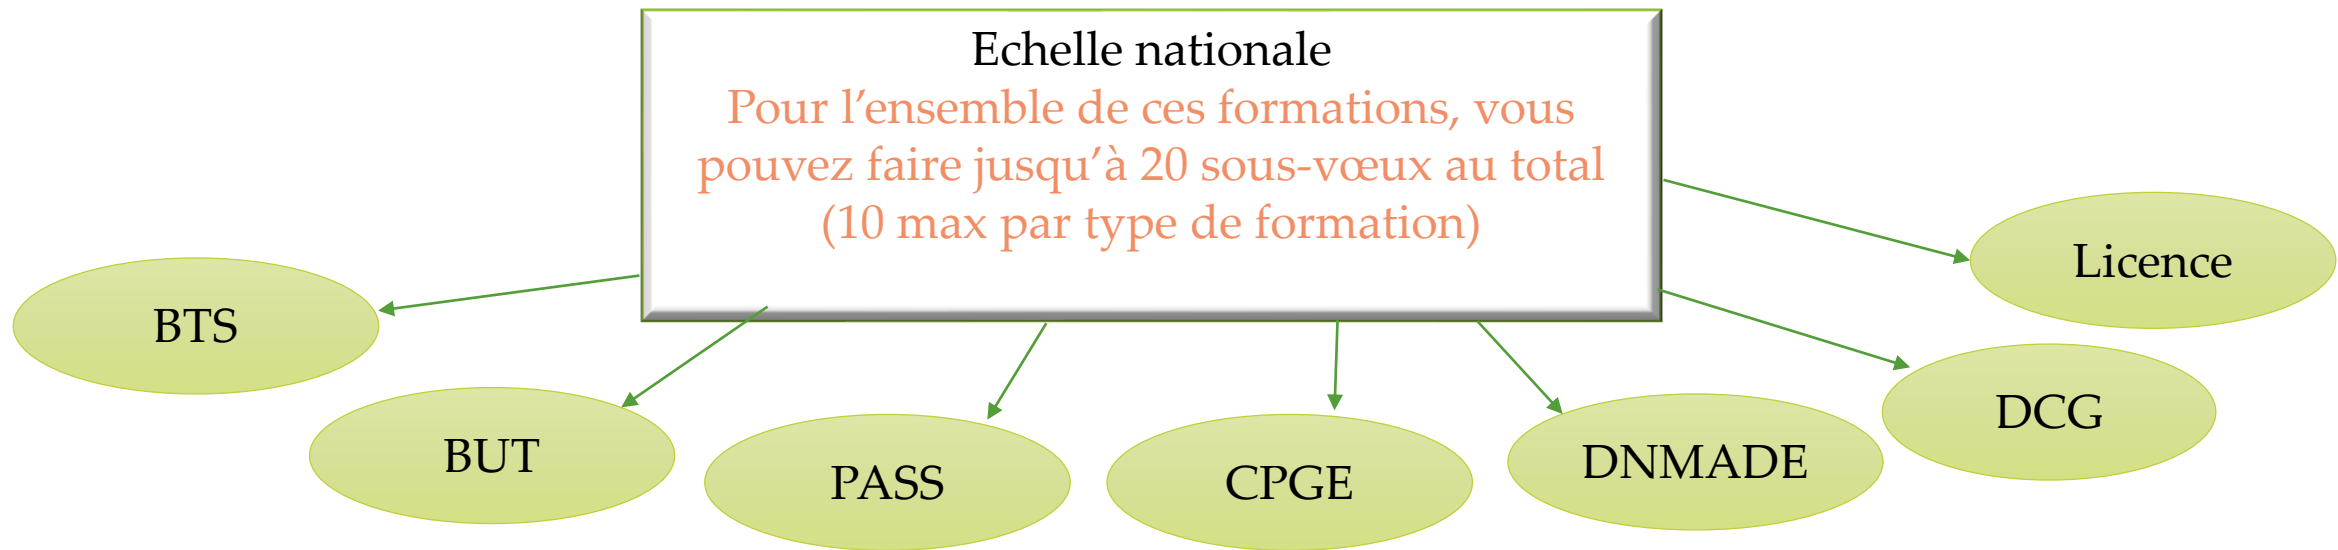 Echelle nationale
Pour l’ensemble de ces formations, vous
pouvez faire jusqu’à 20 sous-vœux au total
(10 max par type de formation)
BTS
BUT
PASS
CPGE
DNMADE
DCG
Licence